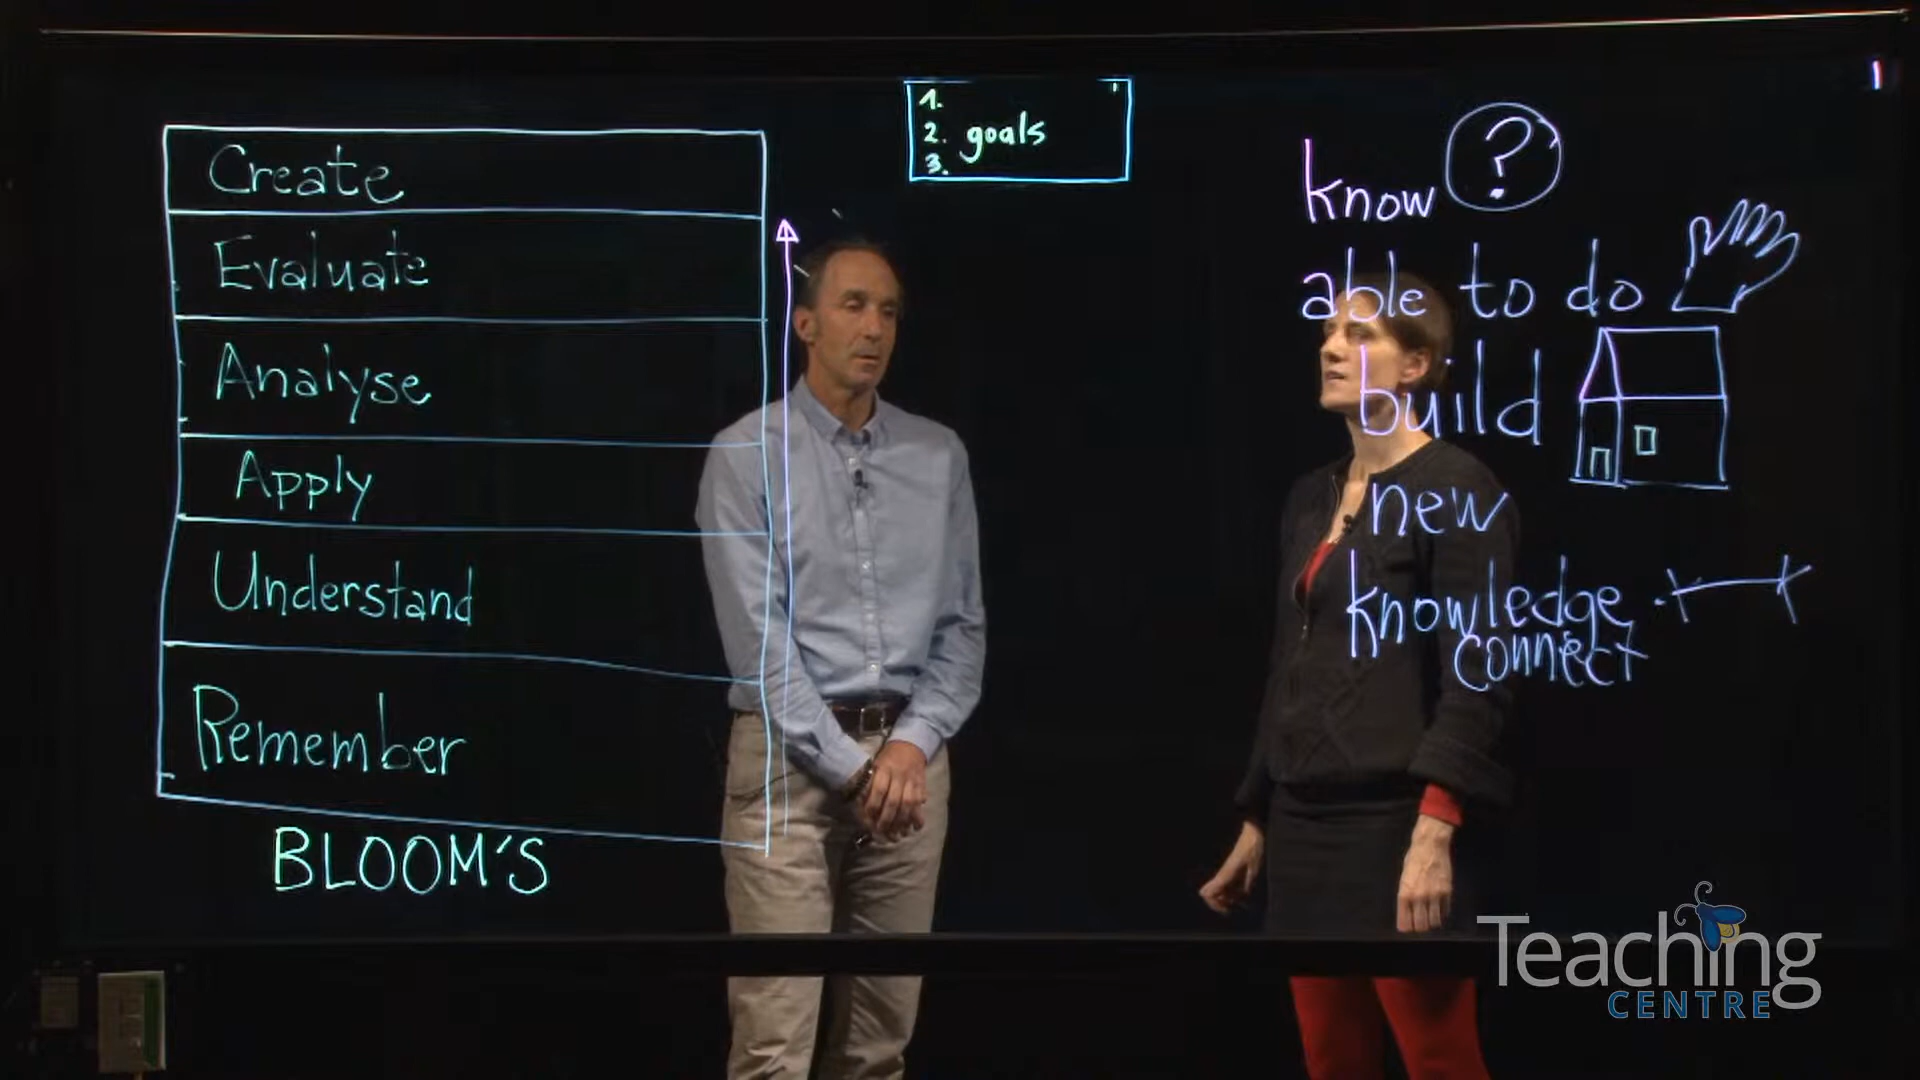 Create
Evaluate
Analyse
Apply
Understand
Remember
BLOOM'S
1.
2. goals
3.
know ?
able to do
build
new
knowledge
connect
Teaching
CENTRE